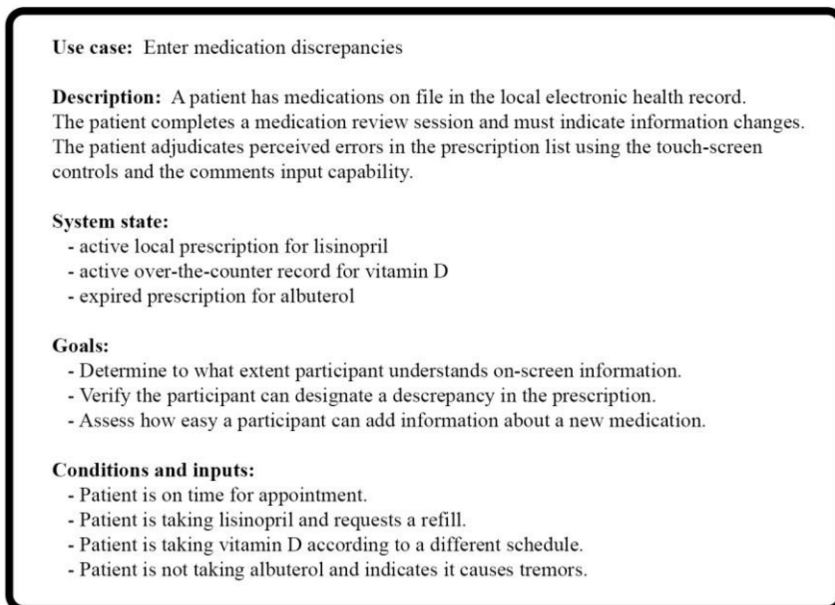 Use case: Enter medication discrepancies
Description: A patient has medications on file in the local electronic health record.
The patient completes a medication review session and must indicate information changes.
The patient adjudicates perceived errors in the prescription list using the touch-screen
controls and the comments input capability.
System state:
- active local prescription for lisinopril
- active over-the-counter record for vitamin D
- expired prescription for albuterol
Goals:
- Determine to what extent participant understands on-screen information.
- Verify the participant can designate a descrepancy in the prescription.
- Assess how easy a participant can add information about a new medication.
Conditions and inputs:
- Patient is on time for appointment.
- Patient is taking lisinopril and requests a refill.
- Patient is taking vitamin D according to a different schedule.
- Patient is not taking albuterol and indicates it causes tremors.